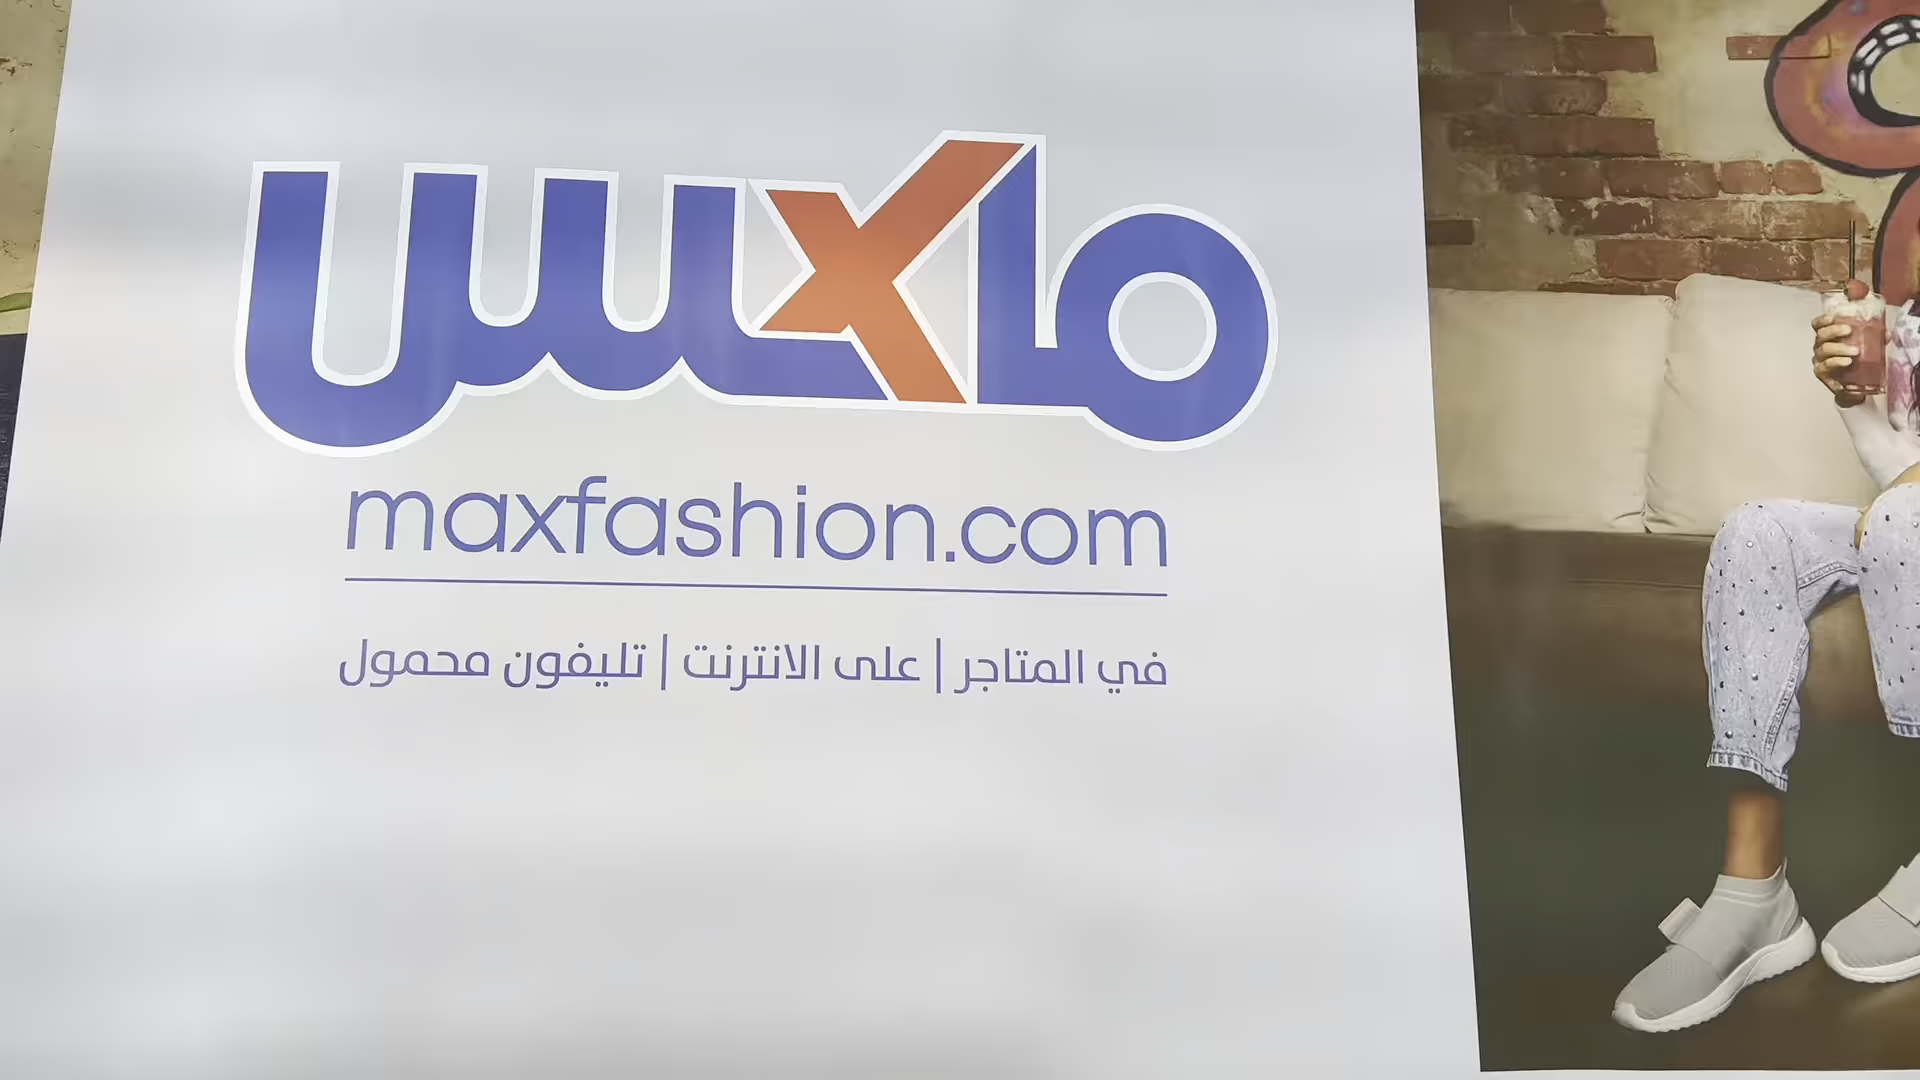 ماكس
maxfashion.com
في المتاجر | على الانترنت | تليفون محمول